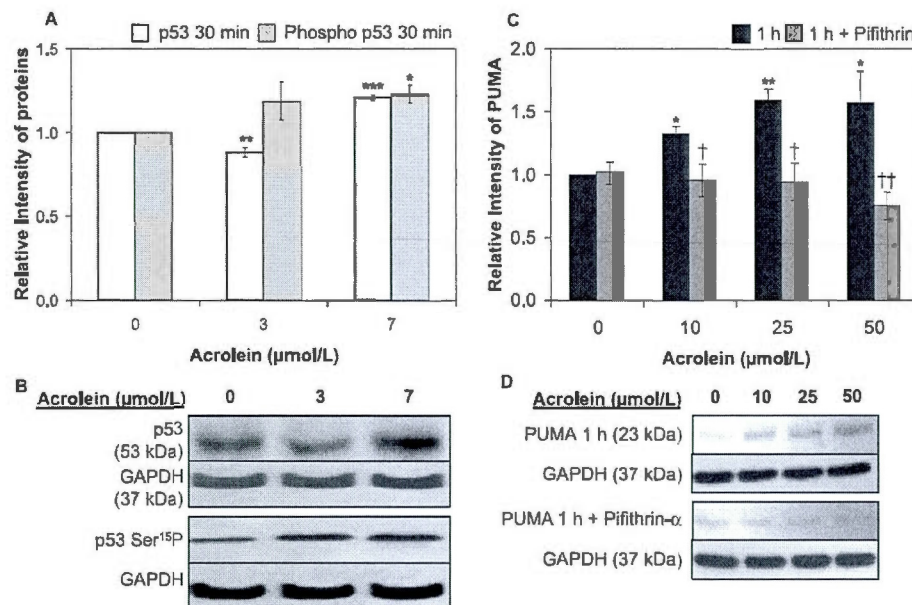 A
p53 30 min Phospho p53 30 min
Relative Intensity of proteins
1.5
1.0
0.5
0.0
** *** *
0 3 7
Acrolein (µmol/L)
C
1 h 1 h + Pifithrin
Relative Intensity of PUMA
2.0
1.5
1.0
0.5
0.0
* † ** † * ††
0 10 25 50
Acrolein (µmol/L)
B
Acrolein (µmol/L) 0 3 7
p53
(53 kDa)
GAPDH
(37 kDa)
p53 Ser¹⁵P
GAPDH
D
Acrolein (µmol/L) 0 10 25 50
PUMA 1 h (23 kDa)
GAPDH (37 kDa)
PUMA 1 h + Pifithrin-α
GAPDH (37 kDa)